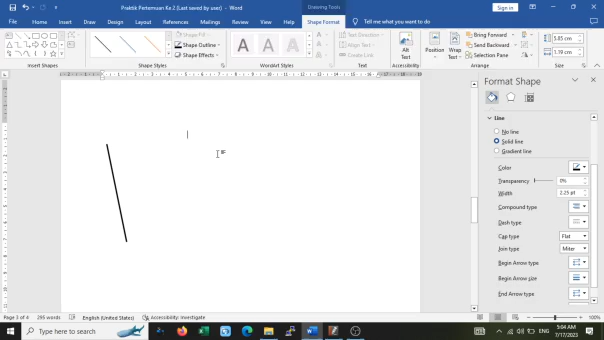 Praktik Pertemuan Ke 2 (Last saved by user) - Word
Drawing Tools
Sign in
File
Home
Insert
Draw
Design
Layout
References
Mailings
Review
View
Help
Shape Format
Tell me what you want to do
Shape Fill
Shape Outline
Shape Effects
Text Direction
Align Text
Create Link
Alt Text
Position
Wrap Text
Bring Forward
Send Backward
Selection Pane
5.85 cm
1.19 cm
Insert Shapes
Shape Styles
WordArt Styles
Text
Accessibility
Arrange
Size
Format Shape
Line
No line
Solid line
Gradient line
Color
Transparency
0%
Width
2.25 pt
Compound type
Dash type
Cap type
Flat
Join type
Miter
Begin Arrow type
Begin Arrow size
End Arrow type
Page 3 of 4
295 words
English (United States)
Accessibility: Investigate
100%
Type here to search
ENG
5:04 AM
7/17/2023